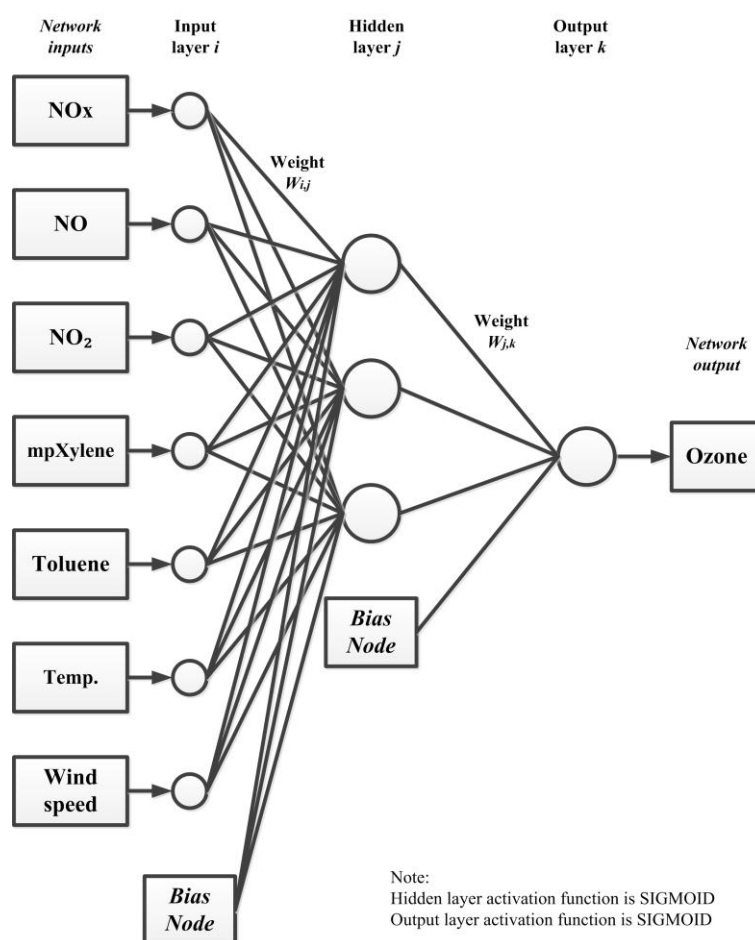 Network
inputs
Input
layer i
Hidden
layer j
Output
layer k
NOx
Weight
Wi,j
NO
NO₂
Weight
Wj,k
Network
output
mpXylene
Ozone
Toluene
Bias
Node
Temp.
Wind
speed
Bias
Node
Note:
Hidden layer activation function is SIGMOID
Output layer activation function is SIGMOID